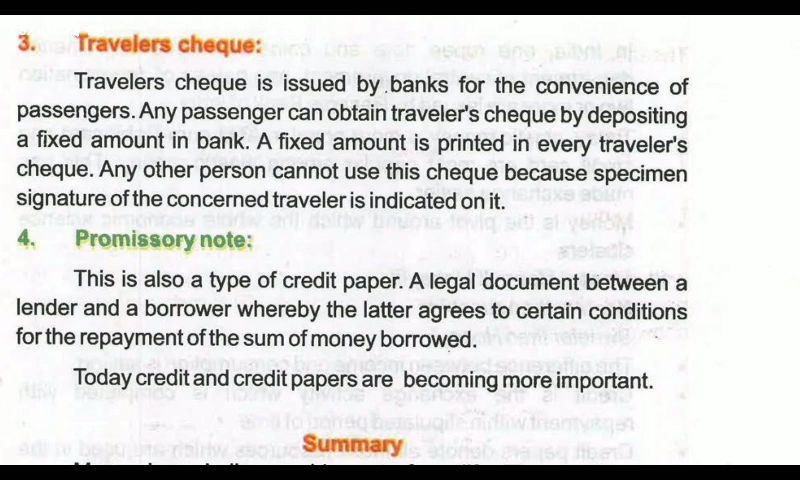 3. Travelers cheque:
Travelers cheque is issued by banks for the convenience of
passengers. Any passenger can obtain traveler's cheque by depositing
a fixed amount in bank. A fixed amount is printed in every traveler's
cheque. Any other person cannot use this cheque because specimen
signature of the concerned traveler is indicated on it.
4. Promissory note:
This is also a type of credit paper. A legal document between a
lender and a borrower whereby the latter agrees to certain conditions
for the repayment of the sum of money borrowed.
Today credit and credit papers are becoming more important.
Summary